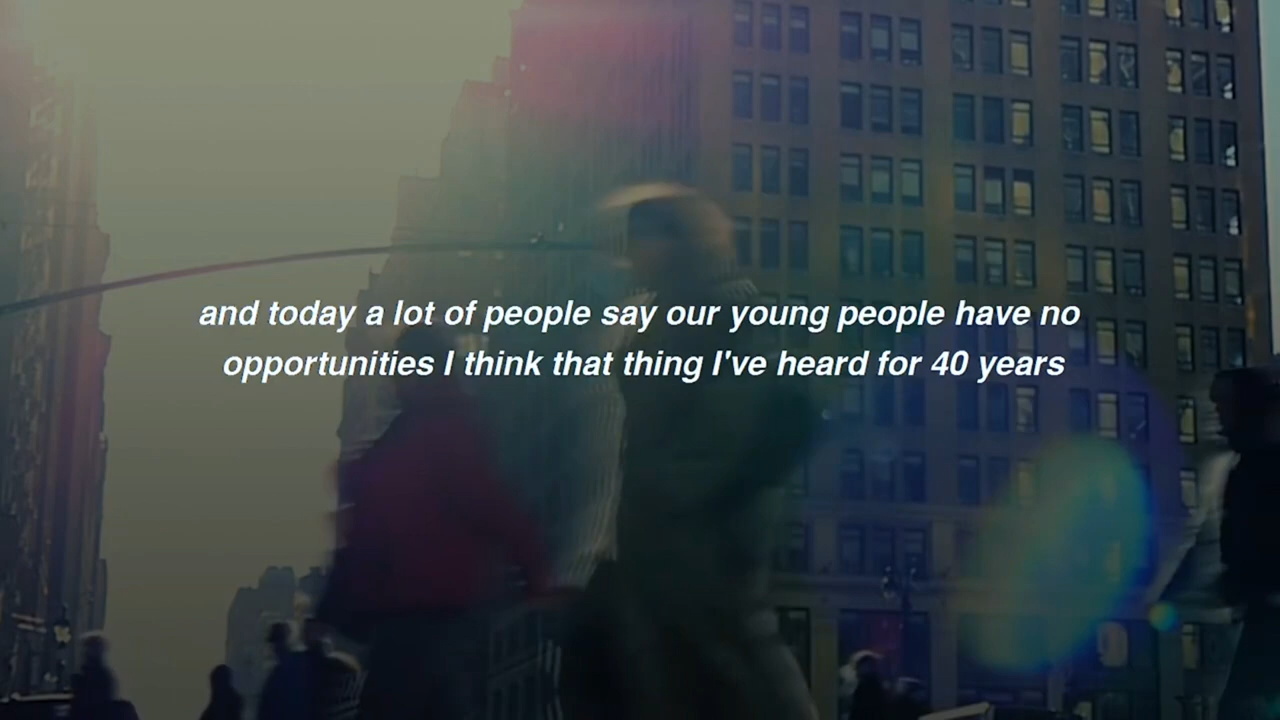 and today a lot of people say our young people have no
opportunities I think that thing I've heard for 40 years